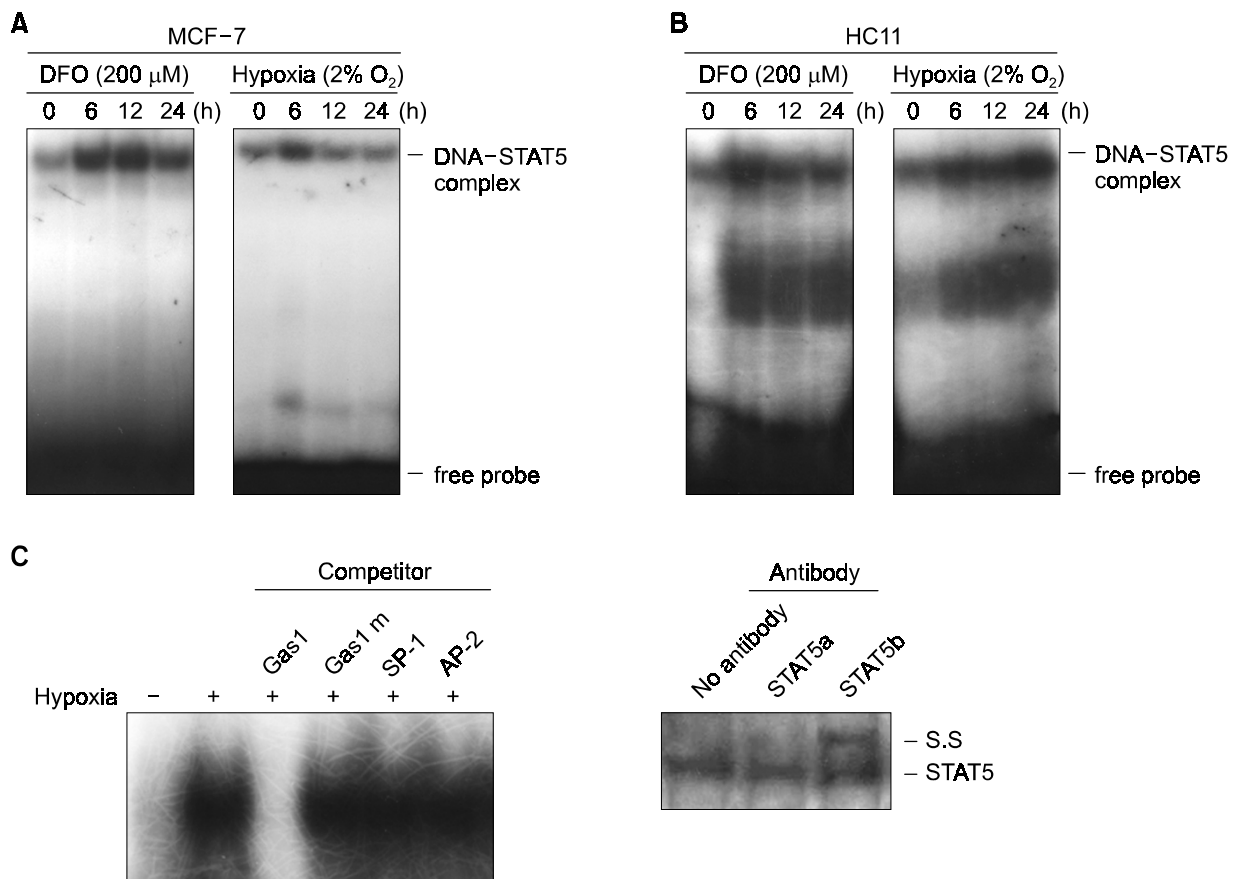 A
MCF−7
DFO (200 μM)
Hypoxia (2% O₂)
0 6 12 24 (h)
0 6 12 24 (h)
DNA−STAT5
complex
free probe
B
HC11
DFO (200 μM)
Hypoxia (2% O₂)
0 6 12 24 (h)
0 6 12 24 (h)
DNA−STAT5
complex
free probe
C
Competitor
Gas1
Gas1 m
SP-1
AP-2
Hypoxia − + + + + +
Antibody
No antibody
STAT5a
STAT5b
S.S
STAT5